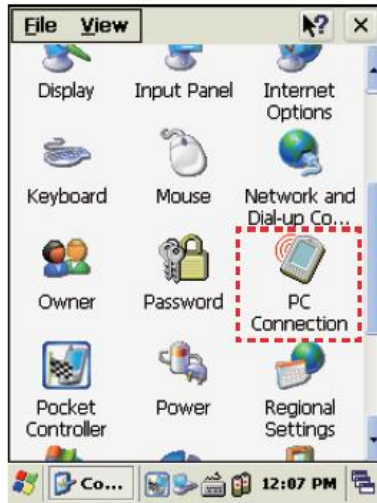 File View ?
Display Input Panel Internet
Options
Keyboard Mouse Network and
Dial-up Co...
Owner Password PC
Connection
Pocket
Controller Power Regional
Settings
Co... 12:07 PM